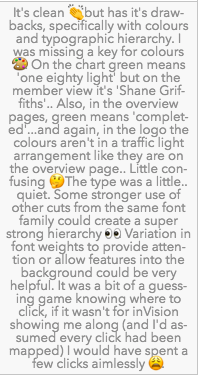 It's clean 👏but has it's draw-
backs, specifically with colours
and typographic hierarchy. I
was missing a key for colours
🎨 On the chart green means
'one eighty light' but on the
member view it's 'Shane Grif-
fiths'.. Also, in the overview
pages, green means 'complet-
ed'...and again, in the logo the
colours aren't in a traffic light
arrangement like they are on
the overview page.. Little con-
fusing 🤔The type was a little..
quiet. Some stronger use of
other cuts from the same font
family could create a super
strong hierarchy 👀 Variation in
font weights to provide atten-
tion or allow features into the
background could be very
helpful. It was a bit of a guess-
ing game knowing where to
click, if it wasn't for inVision
showing me along (and I'd as-
sumed every click had been
mapped) I would have spent a
few clicks aimlessly 😩